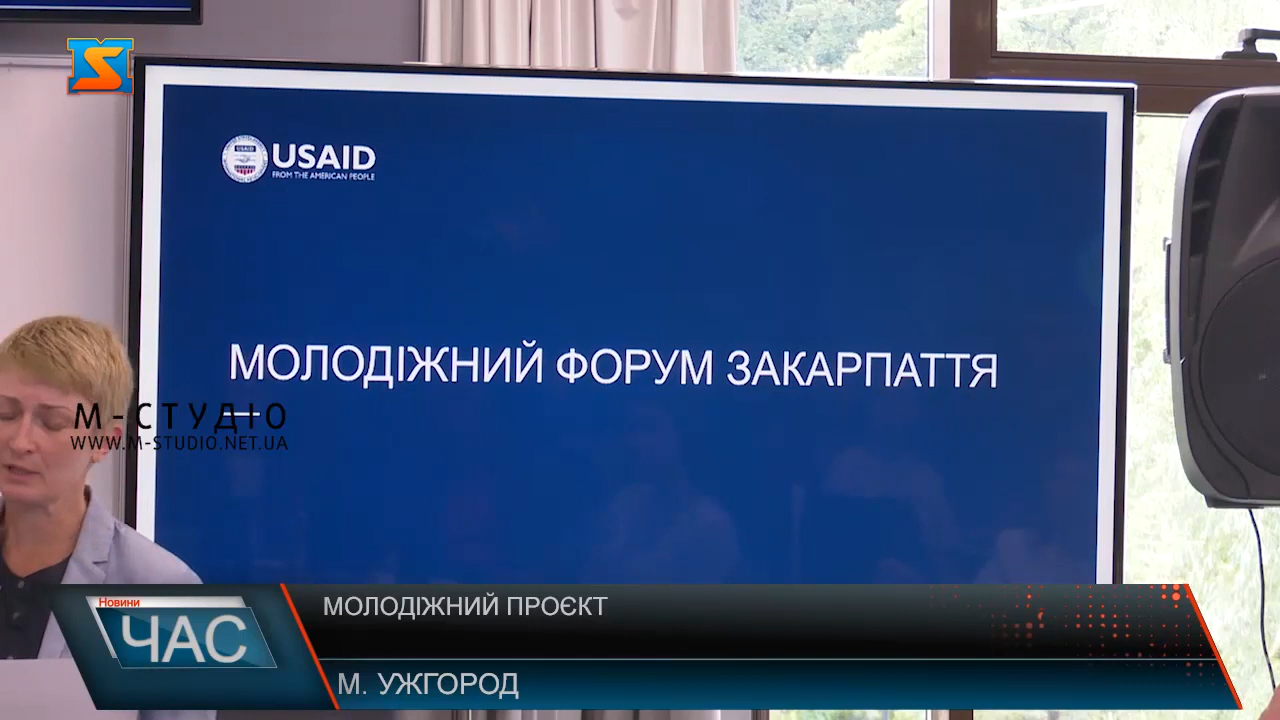 USAID
FROM THE AMERICAN PEOPLE
МОЛОДІЖНИЙ ФОРУМ ЗАКАРПАТТЯ
М-СТУДІО
WWW.M-STUDIO.NET.UA
Новини
ЧАС
МОЛОДІЖНИЙ ПРОЄКТ
М. УЖГОРОД